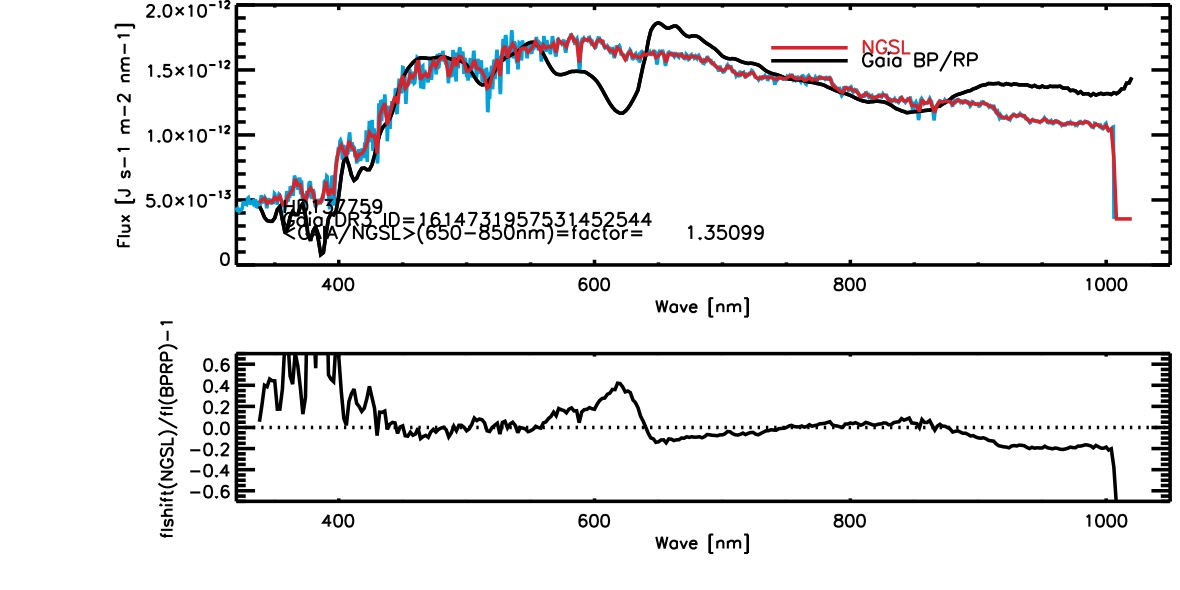 2.0×10−12
1.5×10−12
1.0×10−12
5.0×10−13
0
Flux [J s−1 m−2 nm−1]
NGSL
Gaia BP/RP
HD137759
Gaia DR3 ID=1614731957531452544
<GAIA/NGSL>(650−850nm)=factor= 1.35099
400 600 800 1000
Wave [nm]
flshift(NGSL)/fl(BPRP)−1
0.6
0.4
0.2
0.0
−0.2
−0.4
−0.6
400 600 800 1000
Wave [nm]